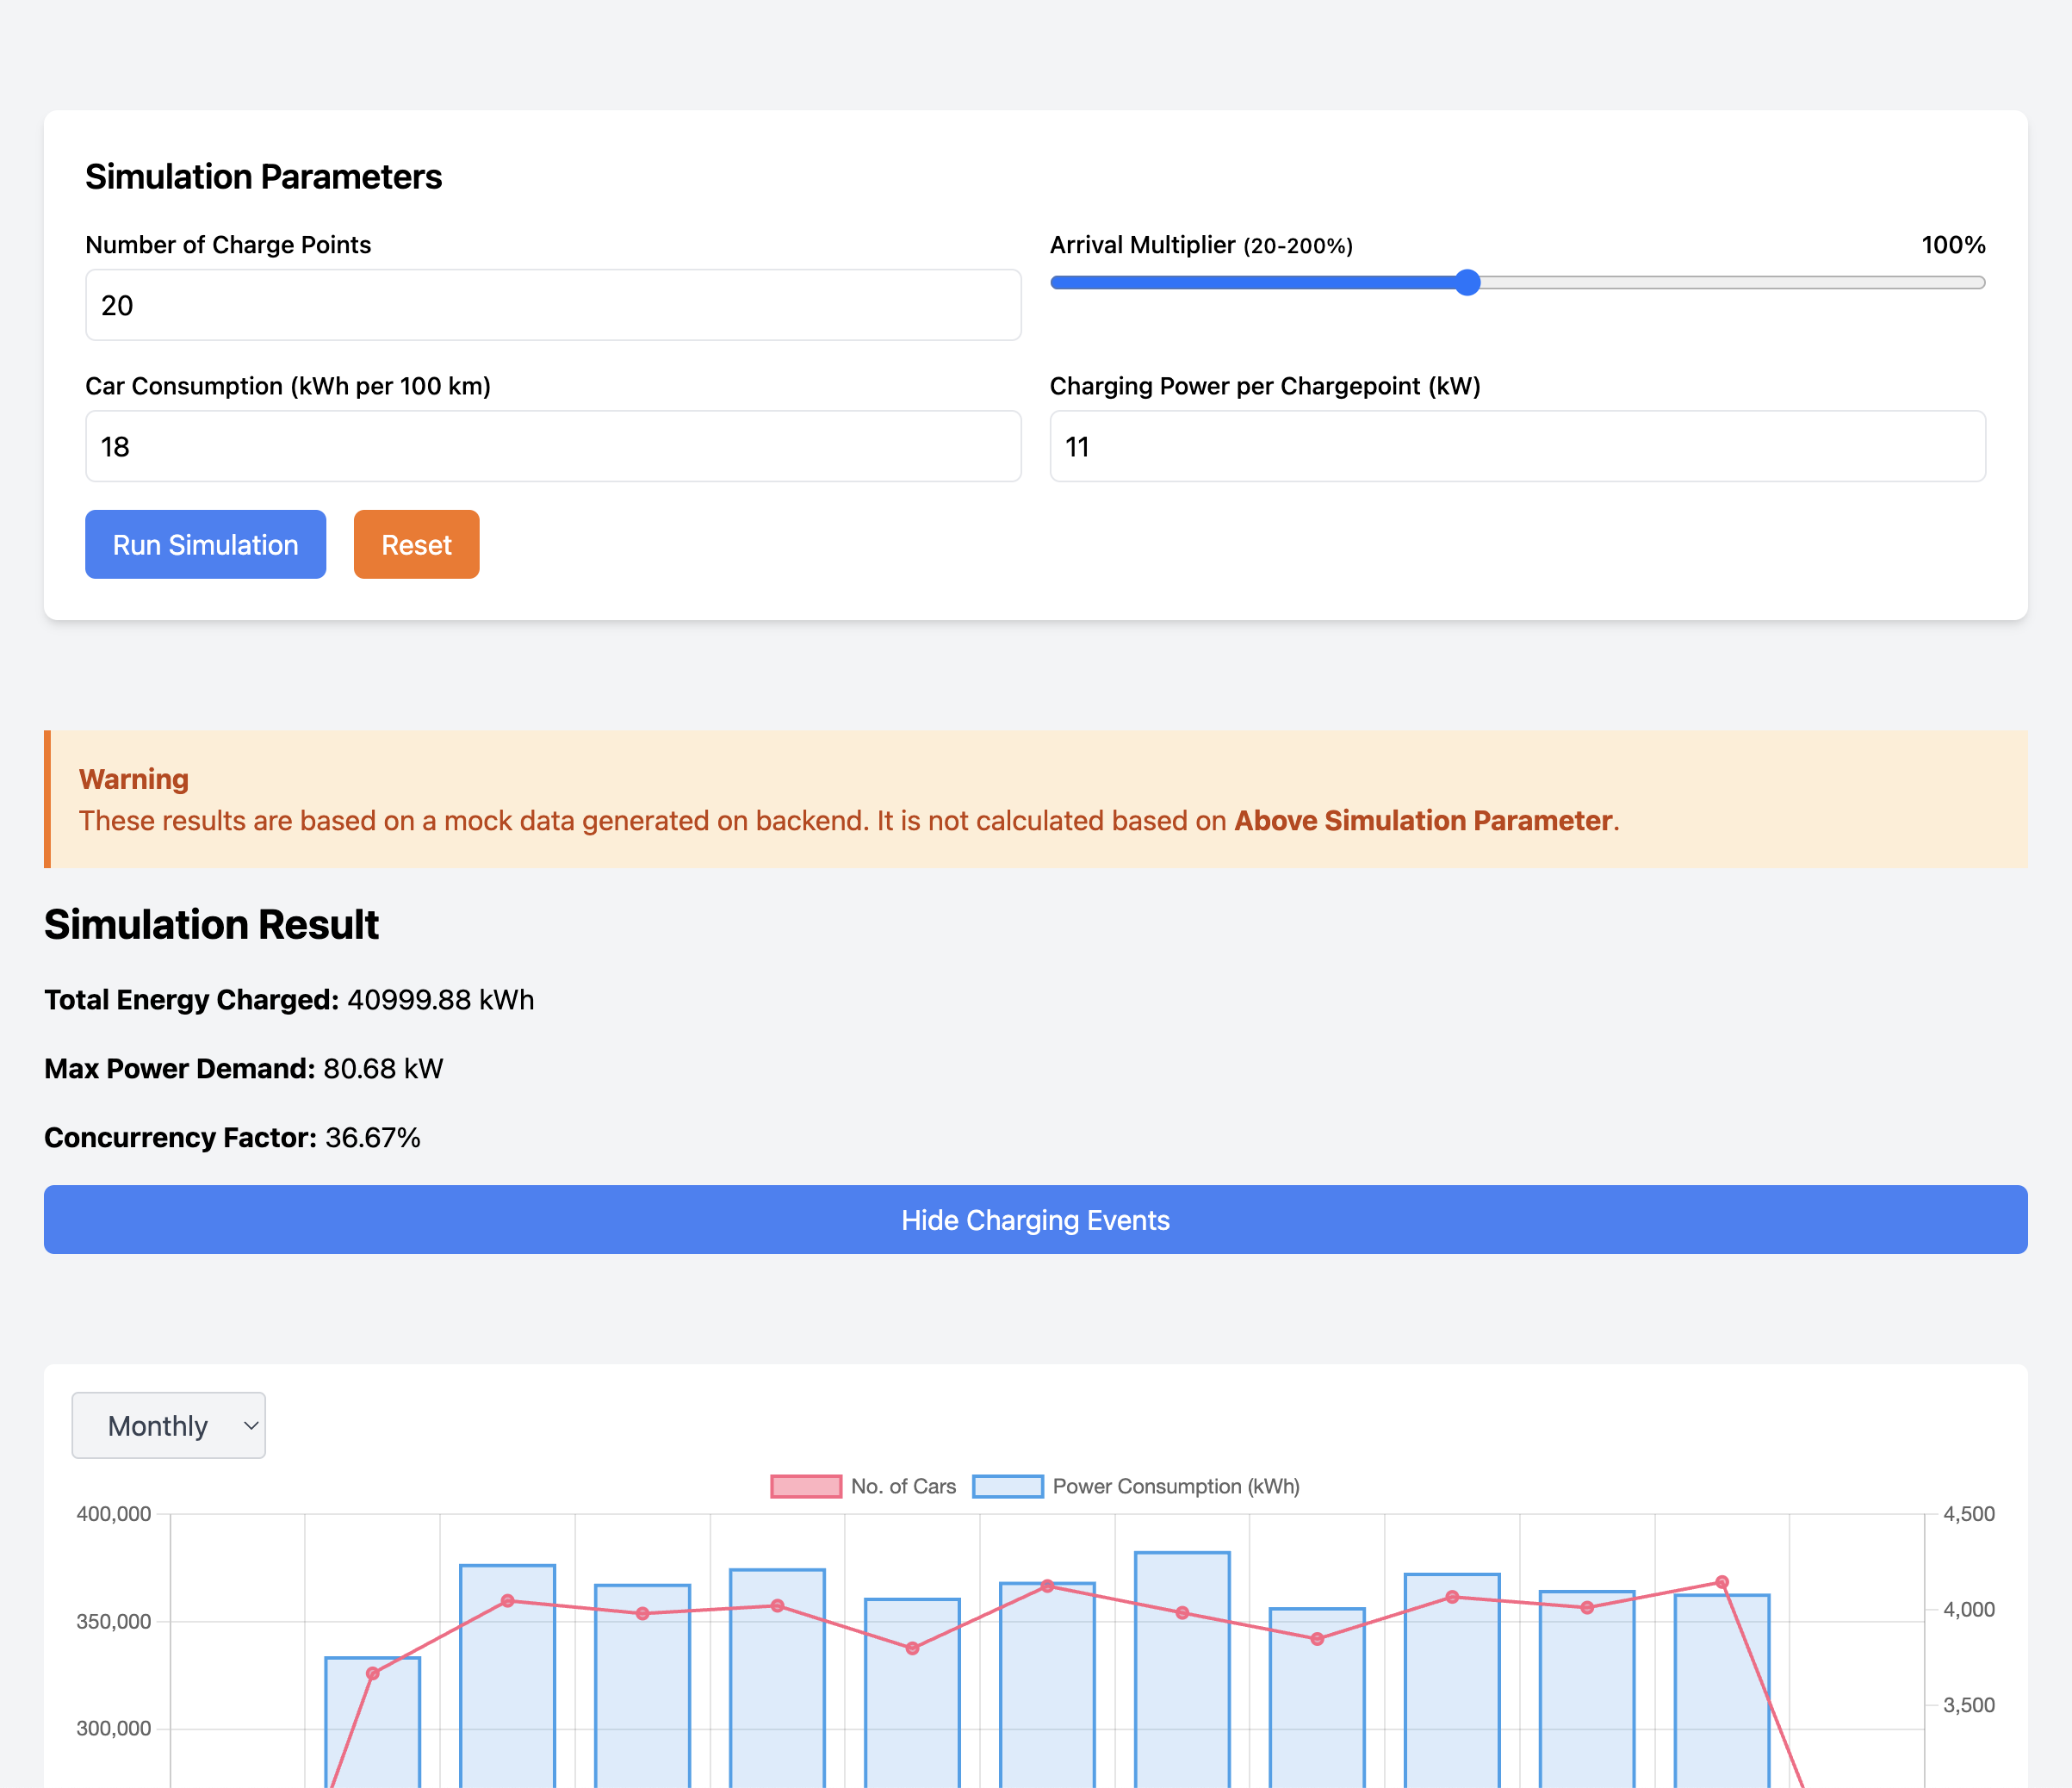 Simulation Parameters
Number of Charge Points
Arrival Multiplier (20-200%)
100%
20
Car Consumption (kWh per 100 km)
Charging Power per Chargepoint (kW)
18
11
Run Simulation
Reset
Warning
These results are based on a mock data generated on backend. It is not calculated based on Above Simulation Parameter.
Simulation Result
Total Energy Charged: 40999.88 kWh
Max Power Demand: 80.68 kW
Concurrency Factor: 36.67%
Hide Charging Events
Monthly
No. of Cars
Power Consumption (kWh)
400,000
4,500
350,000
4,000
3,500
300,000